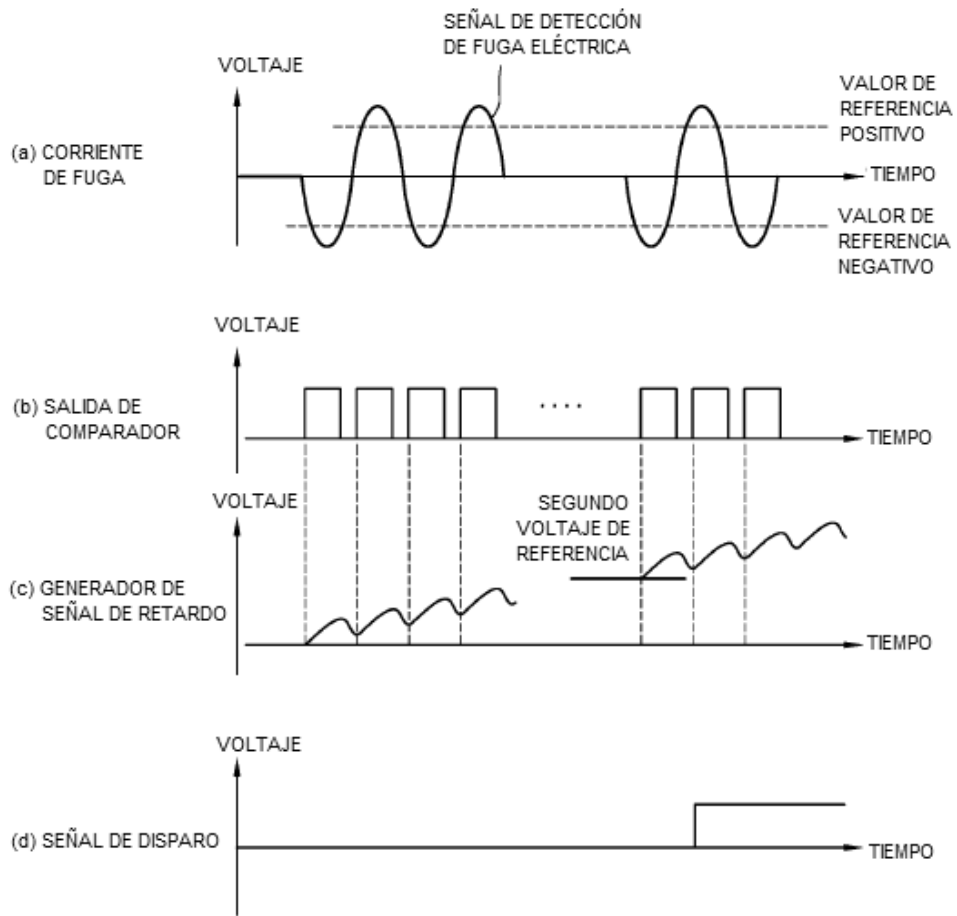 SEÑAL DE DETECCIÓN
DE FUGA ELÉCTRICA
VOLTAJE
VALOR DE
REFERENCIA
POSITIVO
(a) CORRIENTE
DE FUGA
TIEMPO
VALOR DE
REFERENCIA
NEGATIVO
VOLTAJE
(b) SALIDA DE
COMPARADOR
....
TIEMPO
VOLTAJE
SEGUNDO
VOLTAJE DE
REFERENCIA
(c) GENERADOR DE
SEÑAL DE RETARDO
TIEMPO
VOLTAJE
(d) SEÑAL DE DISPARO
TIEMPO